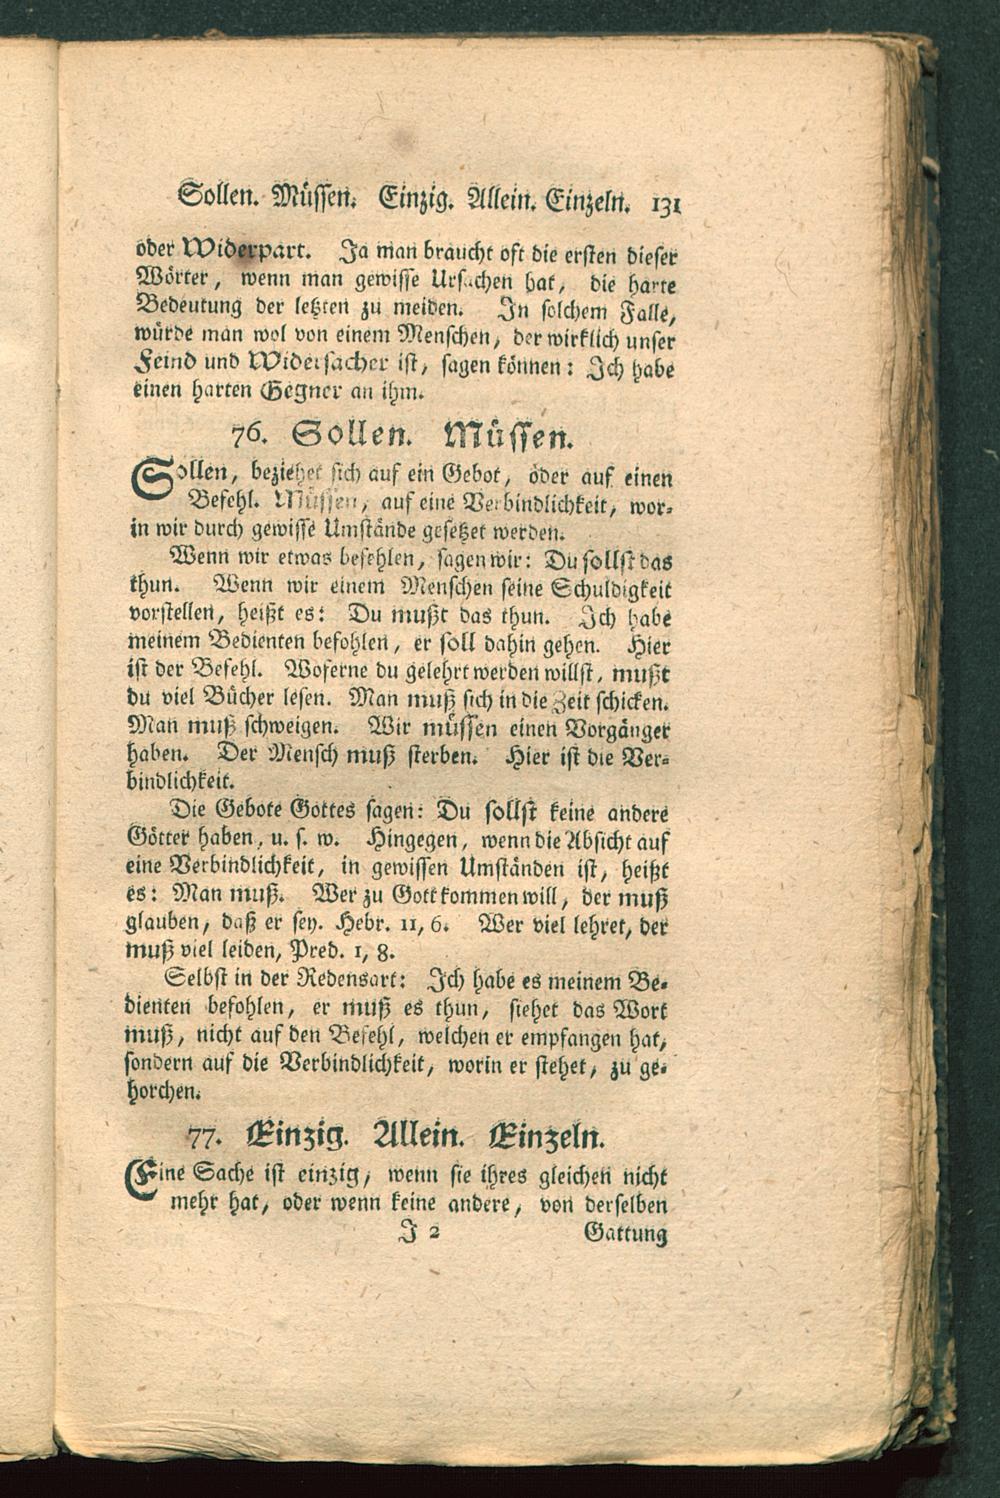 Sollen. Müssen. Einzig. Allein. Einzeln. 131
oder Widerpart. Ja man braucht oft die ersten dieser
Wörter, wenn man gewisse Ursachen hat, die harte
Bedeutung der letzten zu meiden. In solchem Falle,
würde man wol von einem Menschen, der wirklich unser
Feind und Widersacher ist, sagen können: Ich habe
einen harten Gegner an ihm.
76. Sollen. Müssen.
Sollen, beziehet sich auf ein Gebot, oder auf einen
Befehl. Müssen, auf eine Verbindlichkeit, wor-
in wir durch gewisse Umstände gesetzet werden.
Wenn wir etwas befehlen, sagen wir: Du sollst das
thun. Wenn wir einem Menschen seine Schuldigkeit
vorstellen, heißt es: Du mußt das thun. Ich habe
meinem Bedienten befohlen, er soll dahin gehen. Hier
ist der Befehl. Woferne du gelehrt werden willst, mußt
du viel Bücher lesen. Man muß sich in die Zeit schicken.
Man muß schweigen. Wir müssen einen Vorgänger
haben. Der Mensch muß sterben. Hier ist die Ver-
bindlichkeit.
Die Gebote Gottes sagen: Du sollst keine andere
Götter haben, u. s. w. Hingegen, wenn die Absicht auf
eine Verbindlichkeit, in gewissen Umständen ist, heißt
es: Man muß. Wer zu Gott kommen will, der muß
glauben, daß er sey. Hebr. 11, 6. Wer viel lehret, der
muß viel leiden, Pred. 1, 8.
Selbst in der Redensart: Ich habe es meinem Be-
dienten befohlen, er muß es thun, siehet das Wort
muß, nicht auf den Befehl, welchen er empfangen hat,
sondern auf die Verbindlichkeit, worin er stehet, zu ge-
horchen.
77. Einzig. Allein. Einzeln.
Eine Sache ist einzig, wenn sie ihres gleichen nicht
mehr hat, oder wenn keine andere, von derselben
J 2 Gattung